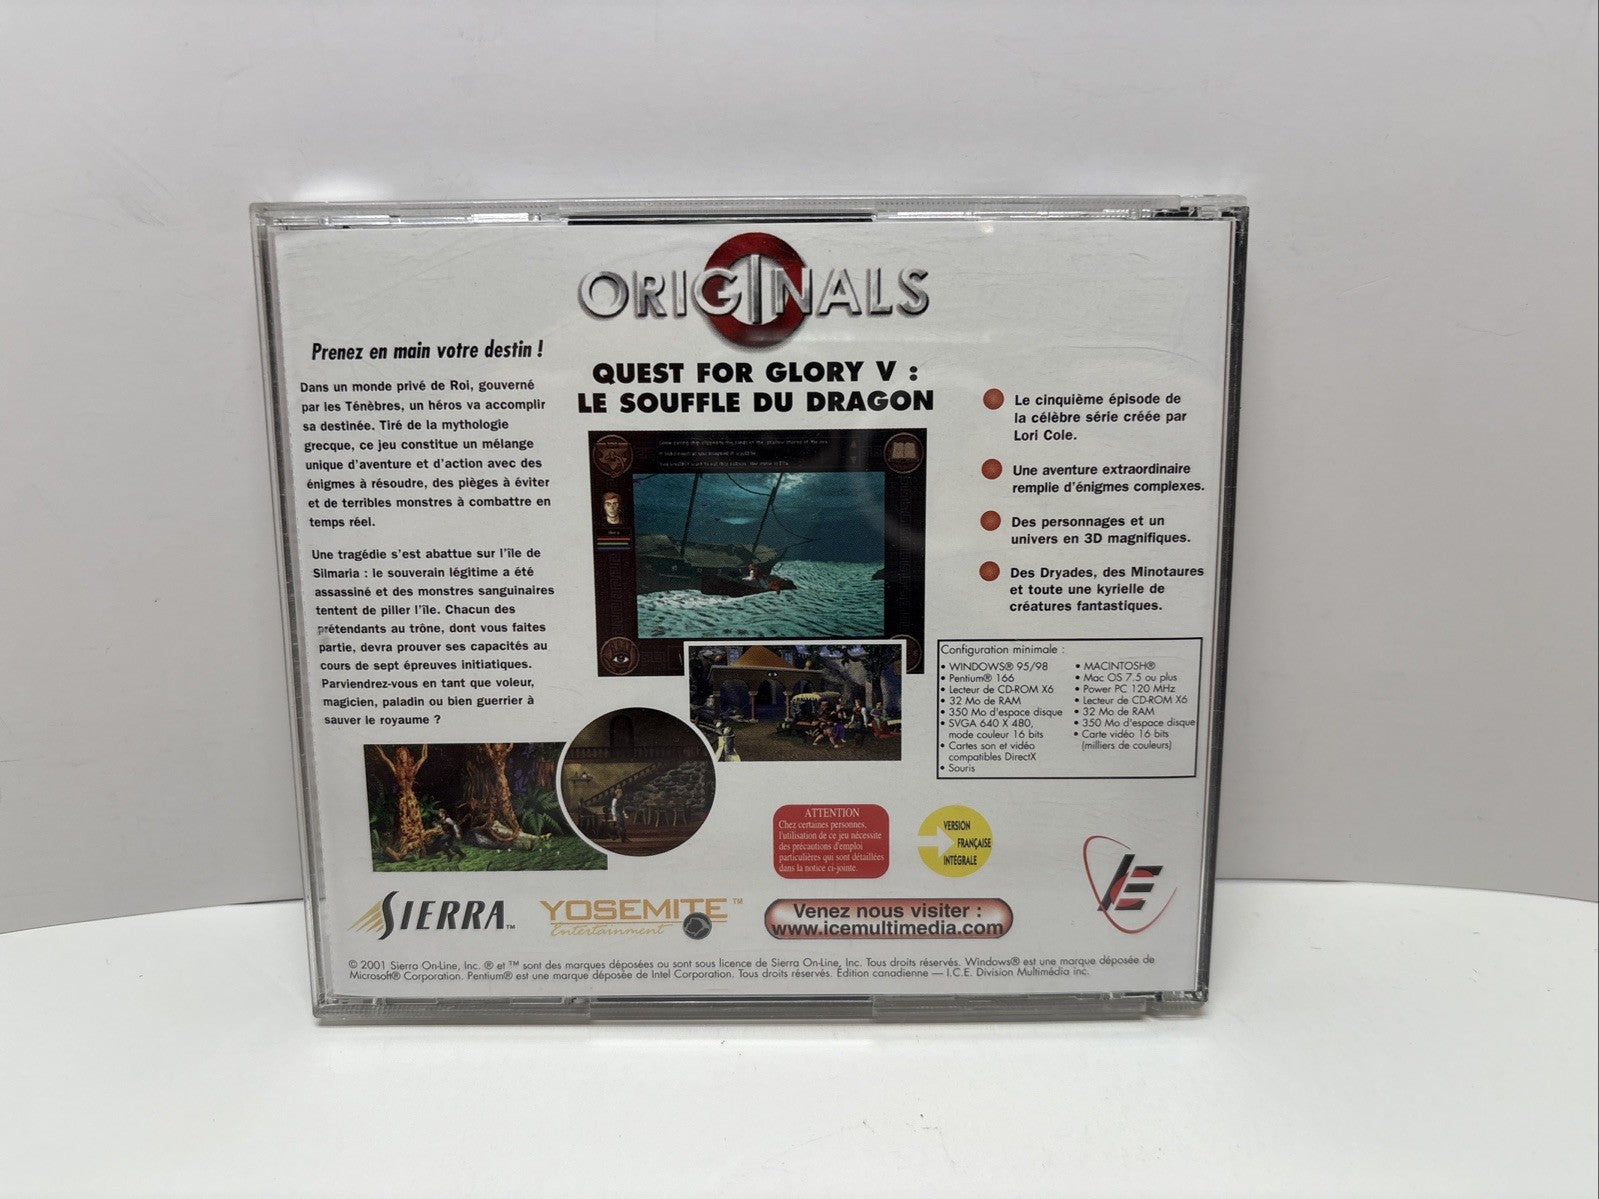 ORIGINALS
QUEST FOR GLORY V :
LE SOUFFLE DU DRAGON
Prenez en main votre destin !
Dans un monde privé de Roi, gouverné
par les Ténèbres, un héros va accomplir
sa destinée. Tiré de la mythologie
grecque, ce jeu constitue un mélange
unique d'aventure et d'action avec des
énigmes à résoudre, des pièges à éviter
et de terribles monstres à combattre en
temps réel.
Une tragédie s'est abattue sur l'île de
Silmaria : le souverain légitime a été
assassiné et des monstres sanguinaires
tentent de piller l'île. Chacun des
prétendants au trône, dont vous faites
partie, devra prouver ses capacités au
cours de sept épreuves initiatiques.
Parviendrez-vous en tant que voleur,
magicien, paladin ou bien guerrier à
sauver le royaume ?
Le cinquième épisode de
la célèbre série créée par
Lori Cole.
Une aventure extraordinaire
remplie d'énigmes complexes.
Des personnages et un
univers en 3D magnifiques.
Des Dryades, des Minotaures
et toute une kyrielle de
créatures fantastiques.
Configuration minimale :
• WINDOWS® 95/98
• Pentium® 166
• Lecteur de CD-ROM X6
• 32 Mo de RAM
• 350 Mo d'espace disque
• SVGA 640 X 480,
mode couleur 16 bits
• Cartes son et vidéo
compatibles DirectX
• Souris
• MACINTOSH®
• Mac OS 7.5 ou plus
• Power PC 120 MHz
• Lecteur de CD-ROM X6
• 32 Mo de RAM
• 350 Mo d'espace disque
• Carte vidéo 16 bits
(milliers de couleurs)
ATTENTION
Chez certaines personnes,
l'utilisation de ce jeu nécessite
des précautions d'emploi
particulières qui sont détaillées
dans la notice ci-jointe.
VERSION
FRANÇAISE
INTÉGRALE
ICE
SIERRA™
YOSEMITE™
Entertainment
Venez nous visiter :
www.icemultimedia.com
© 2001 Sierra On-Line, Inc. ® et ™ sont des marques déposées ou sont sous licence de Sierra On-Line, Inc. Tous droits réservés. Windows® est une marque déposée de
Microsoft® Corporation. Pentium® est une marque déposée de Intel Corporation. Tous droits réservés. Édition canadienne — I.C.E. Division Multimédia inc.